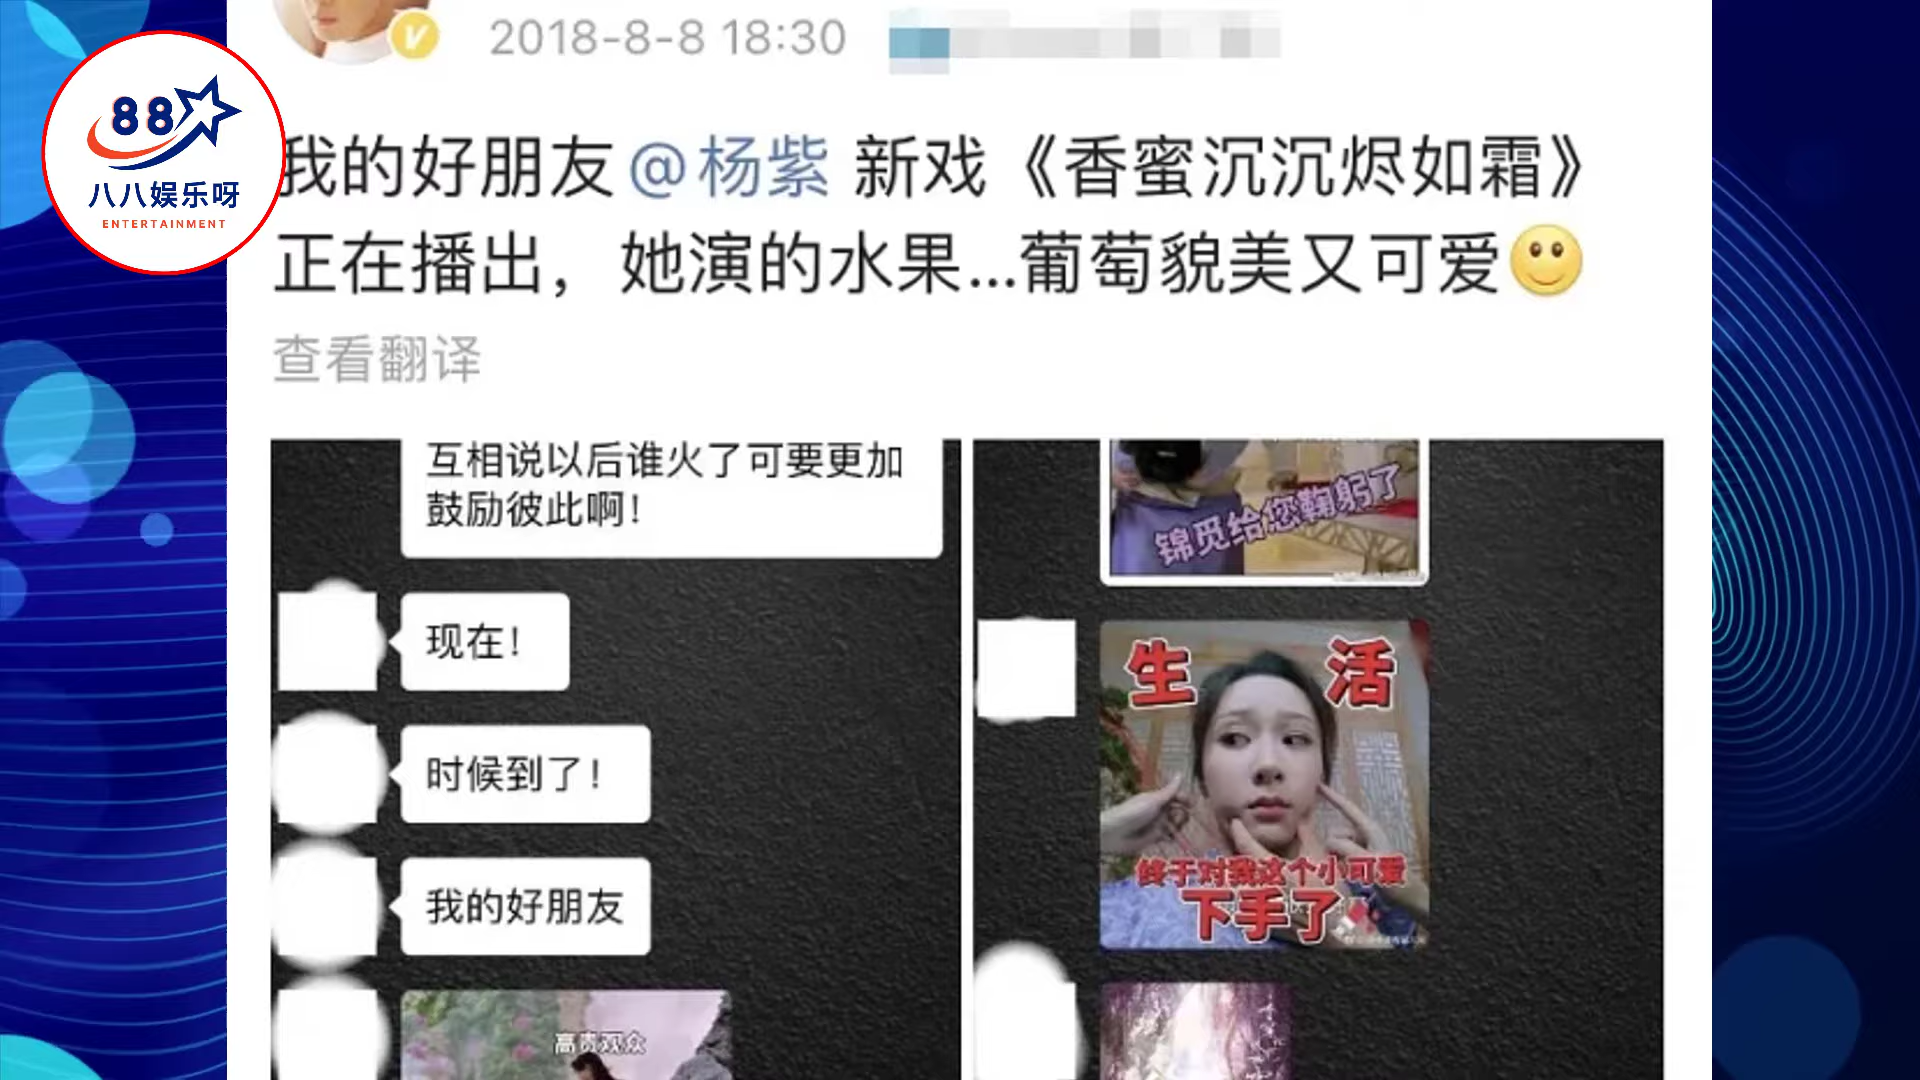 88
八八娱乐呀
ENTERTAINMENT
V
2018-8-8 18:30
我的好朋友@杨紫 新戏《香蜜沉沉烬如霜》
正在播出，她演的水果...葡萄貌美又可爱
查看翻译
互相说以后谁火了可要更加
鼓励彼此啊！
现在！
时候到了！
我的好朋友
高贵观众
锦觅给您鞠躬了
生活
终于对我这个小可爱
下手了